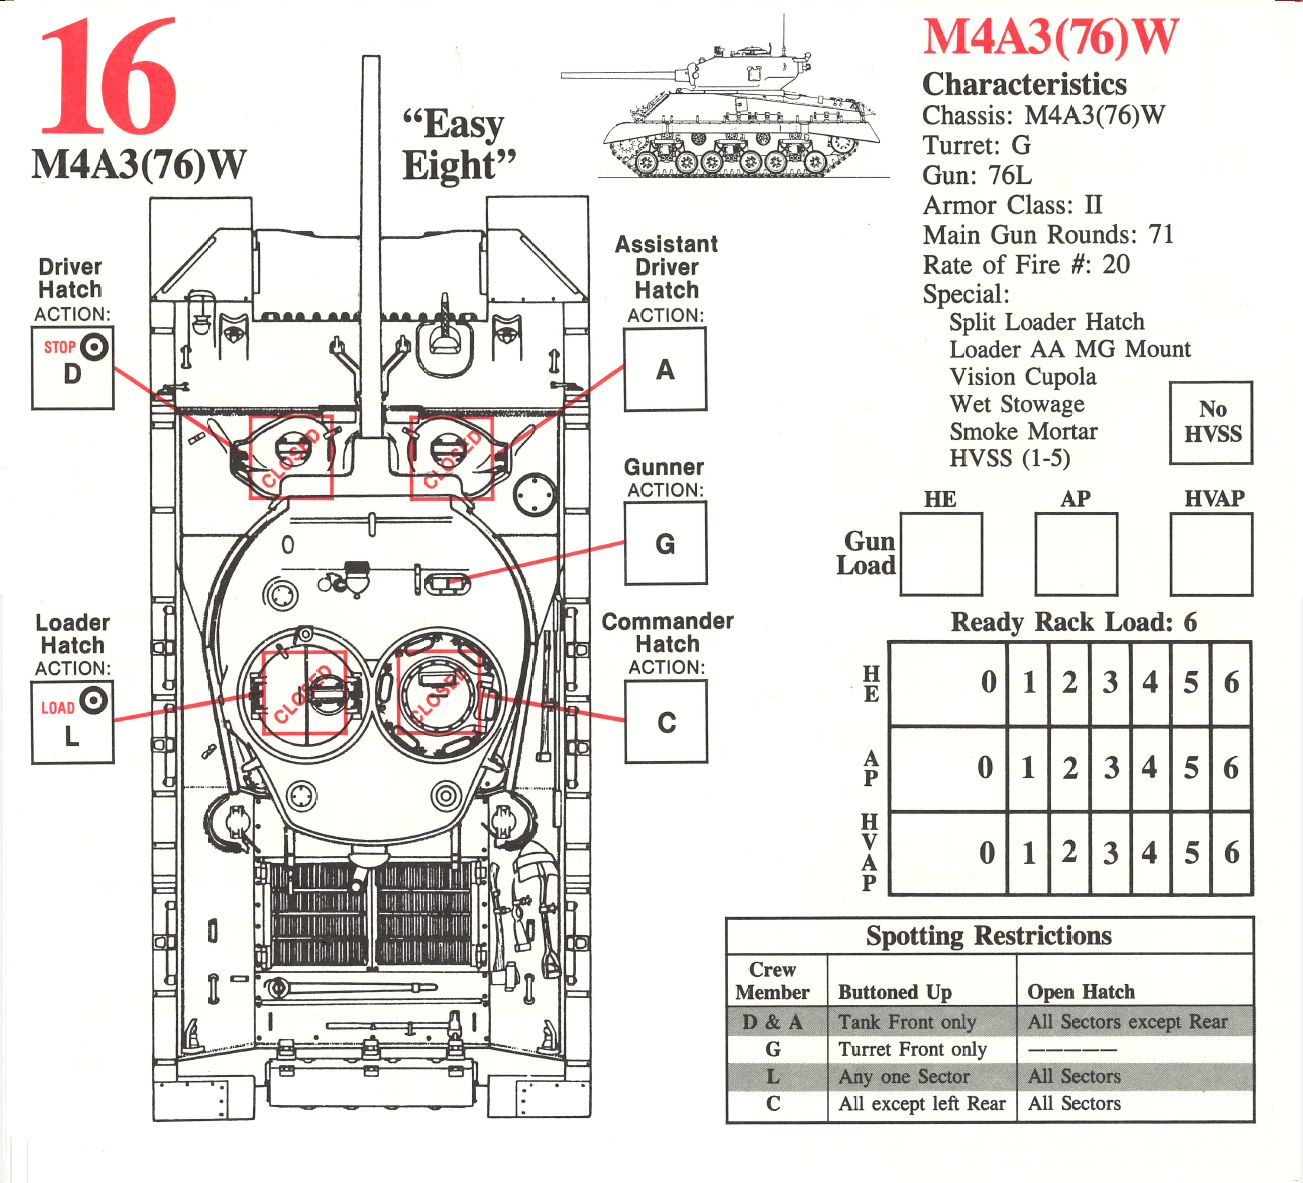 16
M4A3(76)W
“Easy
Eight”
Driver
Hatch
ACTION:
STOP
D
Assistant
Driver
Hatch
ACTION:
A
CLOSED
CLOSED
Gunner
ACTION:
G
Loader
Hatch
ACTION:
LOAD
L
Commander
Hatch
ACTION:
C
CLOSED
CLOSED
M4A3(76)W
Characteristics
Chassis: M4A3(76)W
Turret: G
Gun: 76L
Armor Class: II
Main Gun Rounds: 71
Rate of Fire #: 20
Special:
Split Loader Hatch
Loader AA MG Mount
Vision Cupola
Wet Stowage
Smoke Mortar
HVSS (1-5)
No
HVSS
HE AP HVAP
Gun
Load
Ready Rack Load: 6
HE 0 1 2 3 4 5 6
AP 0 1 2 3 4 5 6
HVAP 0 1 2 3 4 5 6
Spotting Restrictions
Crew
Member Buttoned Up Open Hatch
D & A Tank Front only All Sectors except Rear
G Turret Front only —————
L Any one Sector All Sectors
C All except left Rear All Sectors